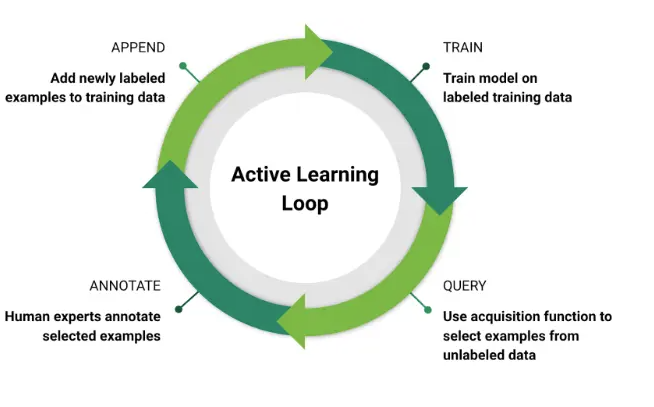 APPEND
Add newly labeled
examples to training data
TRAIN
Train model on
labeled training data
Active Learning
Loop
ANNOTATE
Human experts annotate
selected examples
QUERY
Use acquisition function to
select examples from
unlabeled data